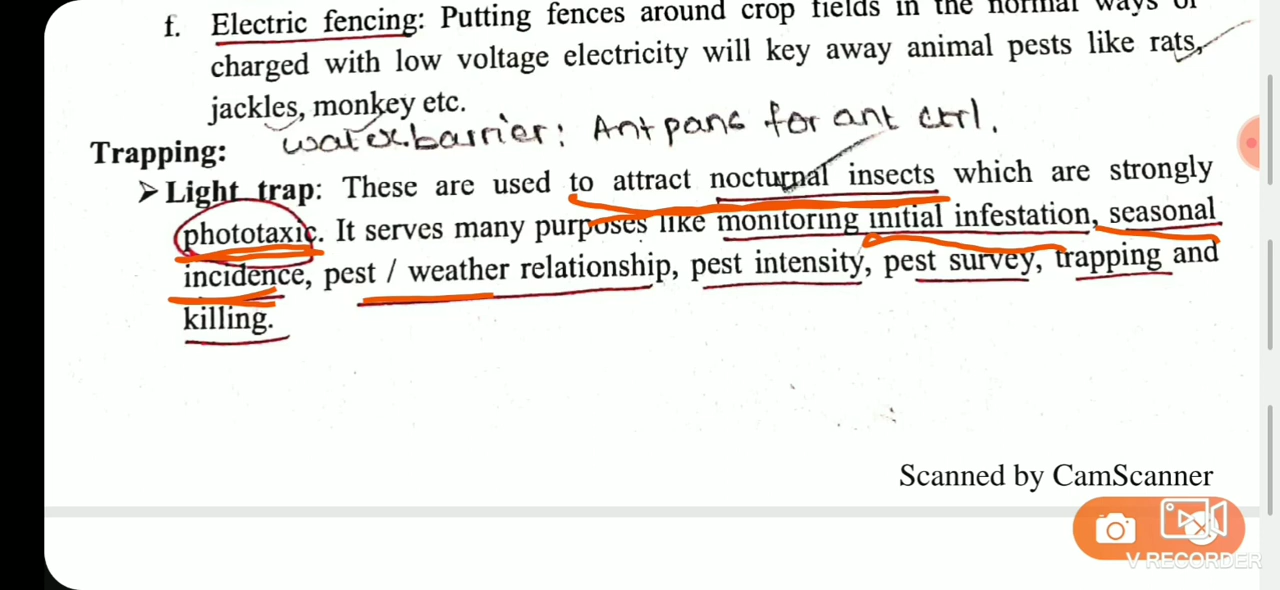 f. Electric fencing: Putting fences around crop fields in the normal ways or
charged with low voltage electricity will key away animal pests like rats,
jackles, monkey etc.
water barrier: Ant pans for ant ctrl.
Trapping:
➤ Light trap: These are used to attract nocturnal insects which are strongly
phototaxic. It serves many purposes like monitoring initial infestation, seasonal
incidence, pest / weather relationship, pest intensity, pest survey, trapping and
killing.
Scanned by CamScanner
V RECORDER